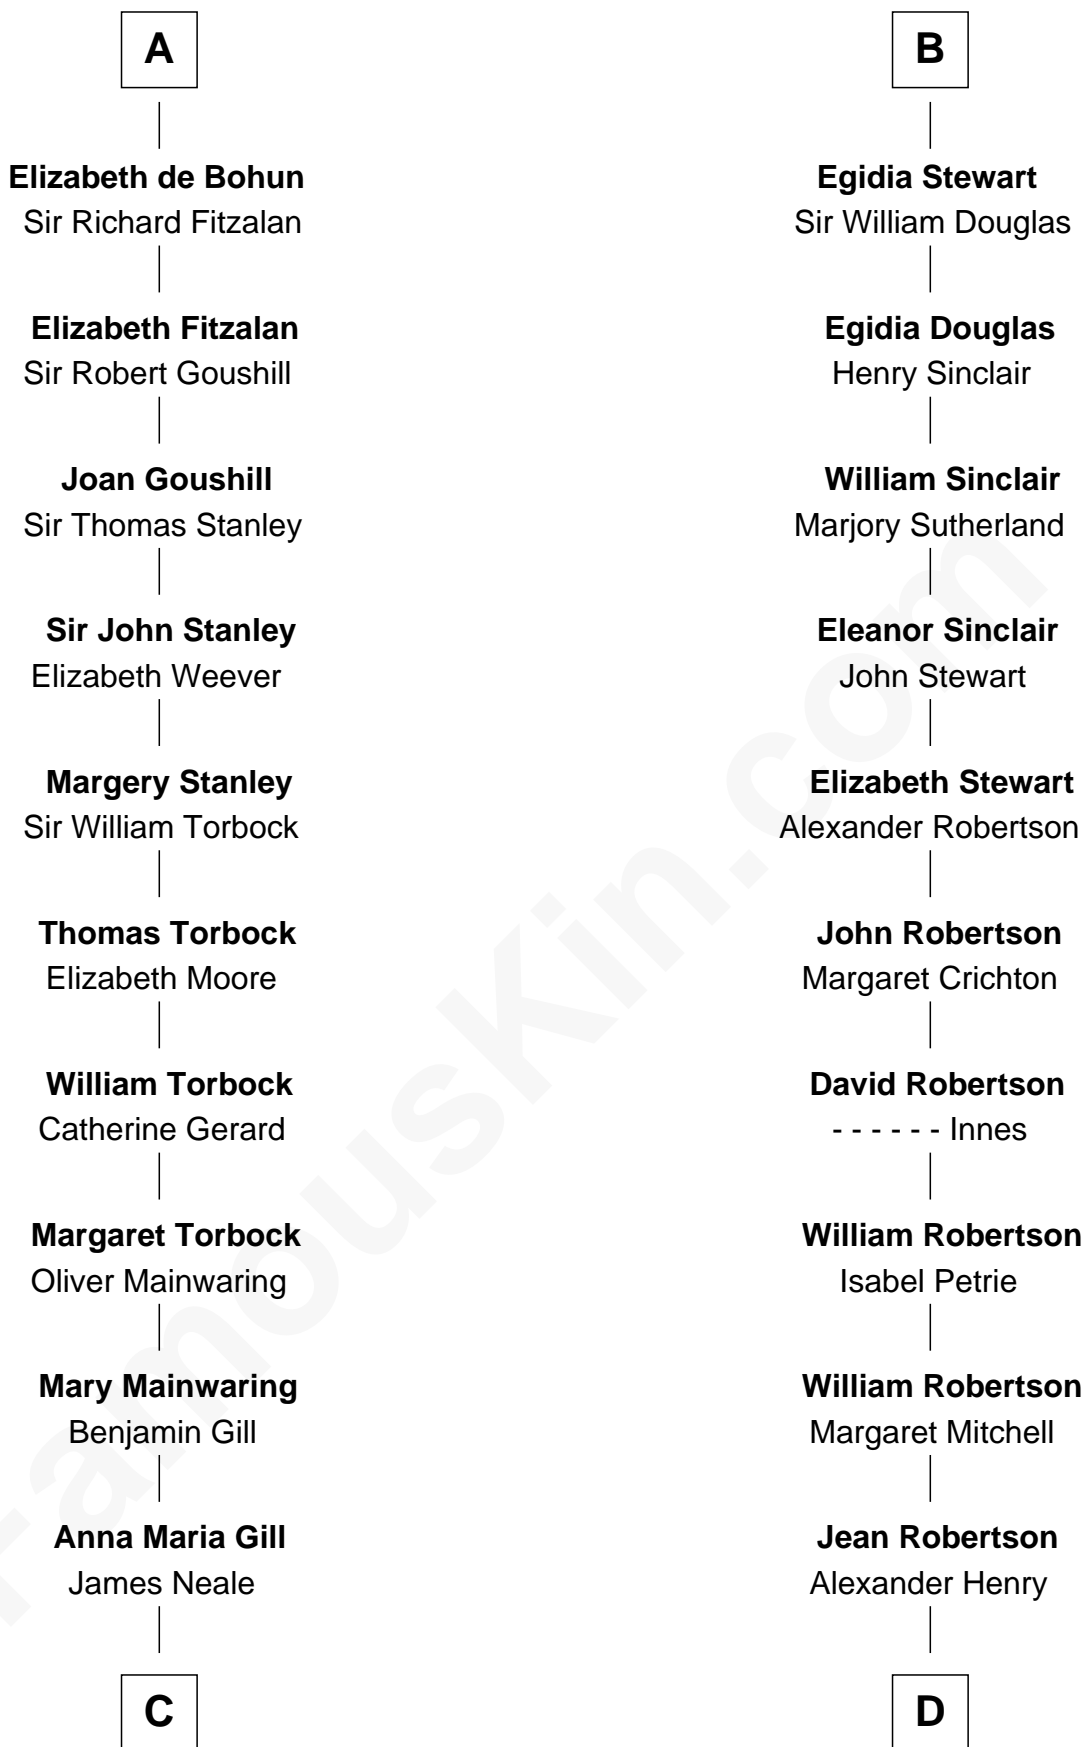 A
Elizabeth de Bohun
Sir Richard Fitzalan
Elizabeth Fitzalan
Sir Robert Goushill
Joan Goushill
Sir Thomas Stanley
Sir John Stanley
Elizabeth Weever
Margery Stanley
Sir William Torbock
Thomas Torbock
Elizabeth Moore
William Torbock
Catherine Gerard
Margaret Torbock
Oliver Mainwaring
Mary Mainwaring
Benjamin Gill
Anna Maria Gill
James Neale
C
B
Egidia Stewart
Sir William Douglas
Egidia Douglas
Henry Sinclair
William Sinclair
Marjory Sutherland
Eleanor Sinclair
John Stewart
Elizabeth Stewart
Alexander Robertson
John Robertson
Margaret Crichton
David Robertson
- - - - - - Innes
William Robertson
Isabel Petrie
William Robertson
Margaret Mitchell
Jean Robertson
Alexander Henry
D
FamousKin.com